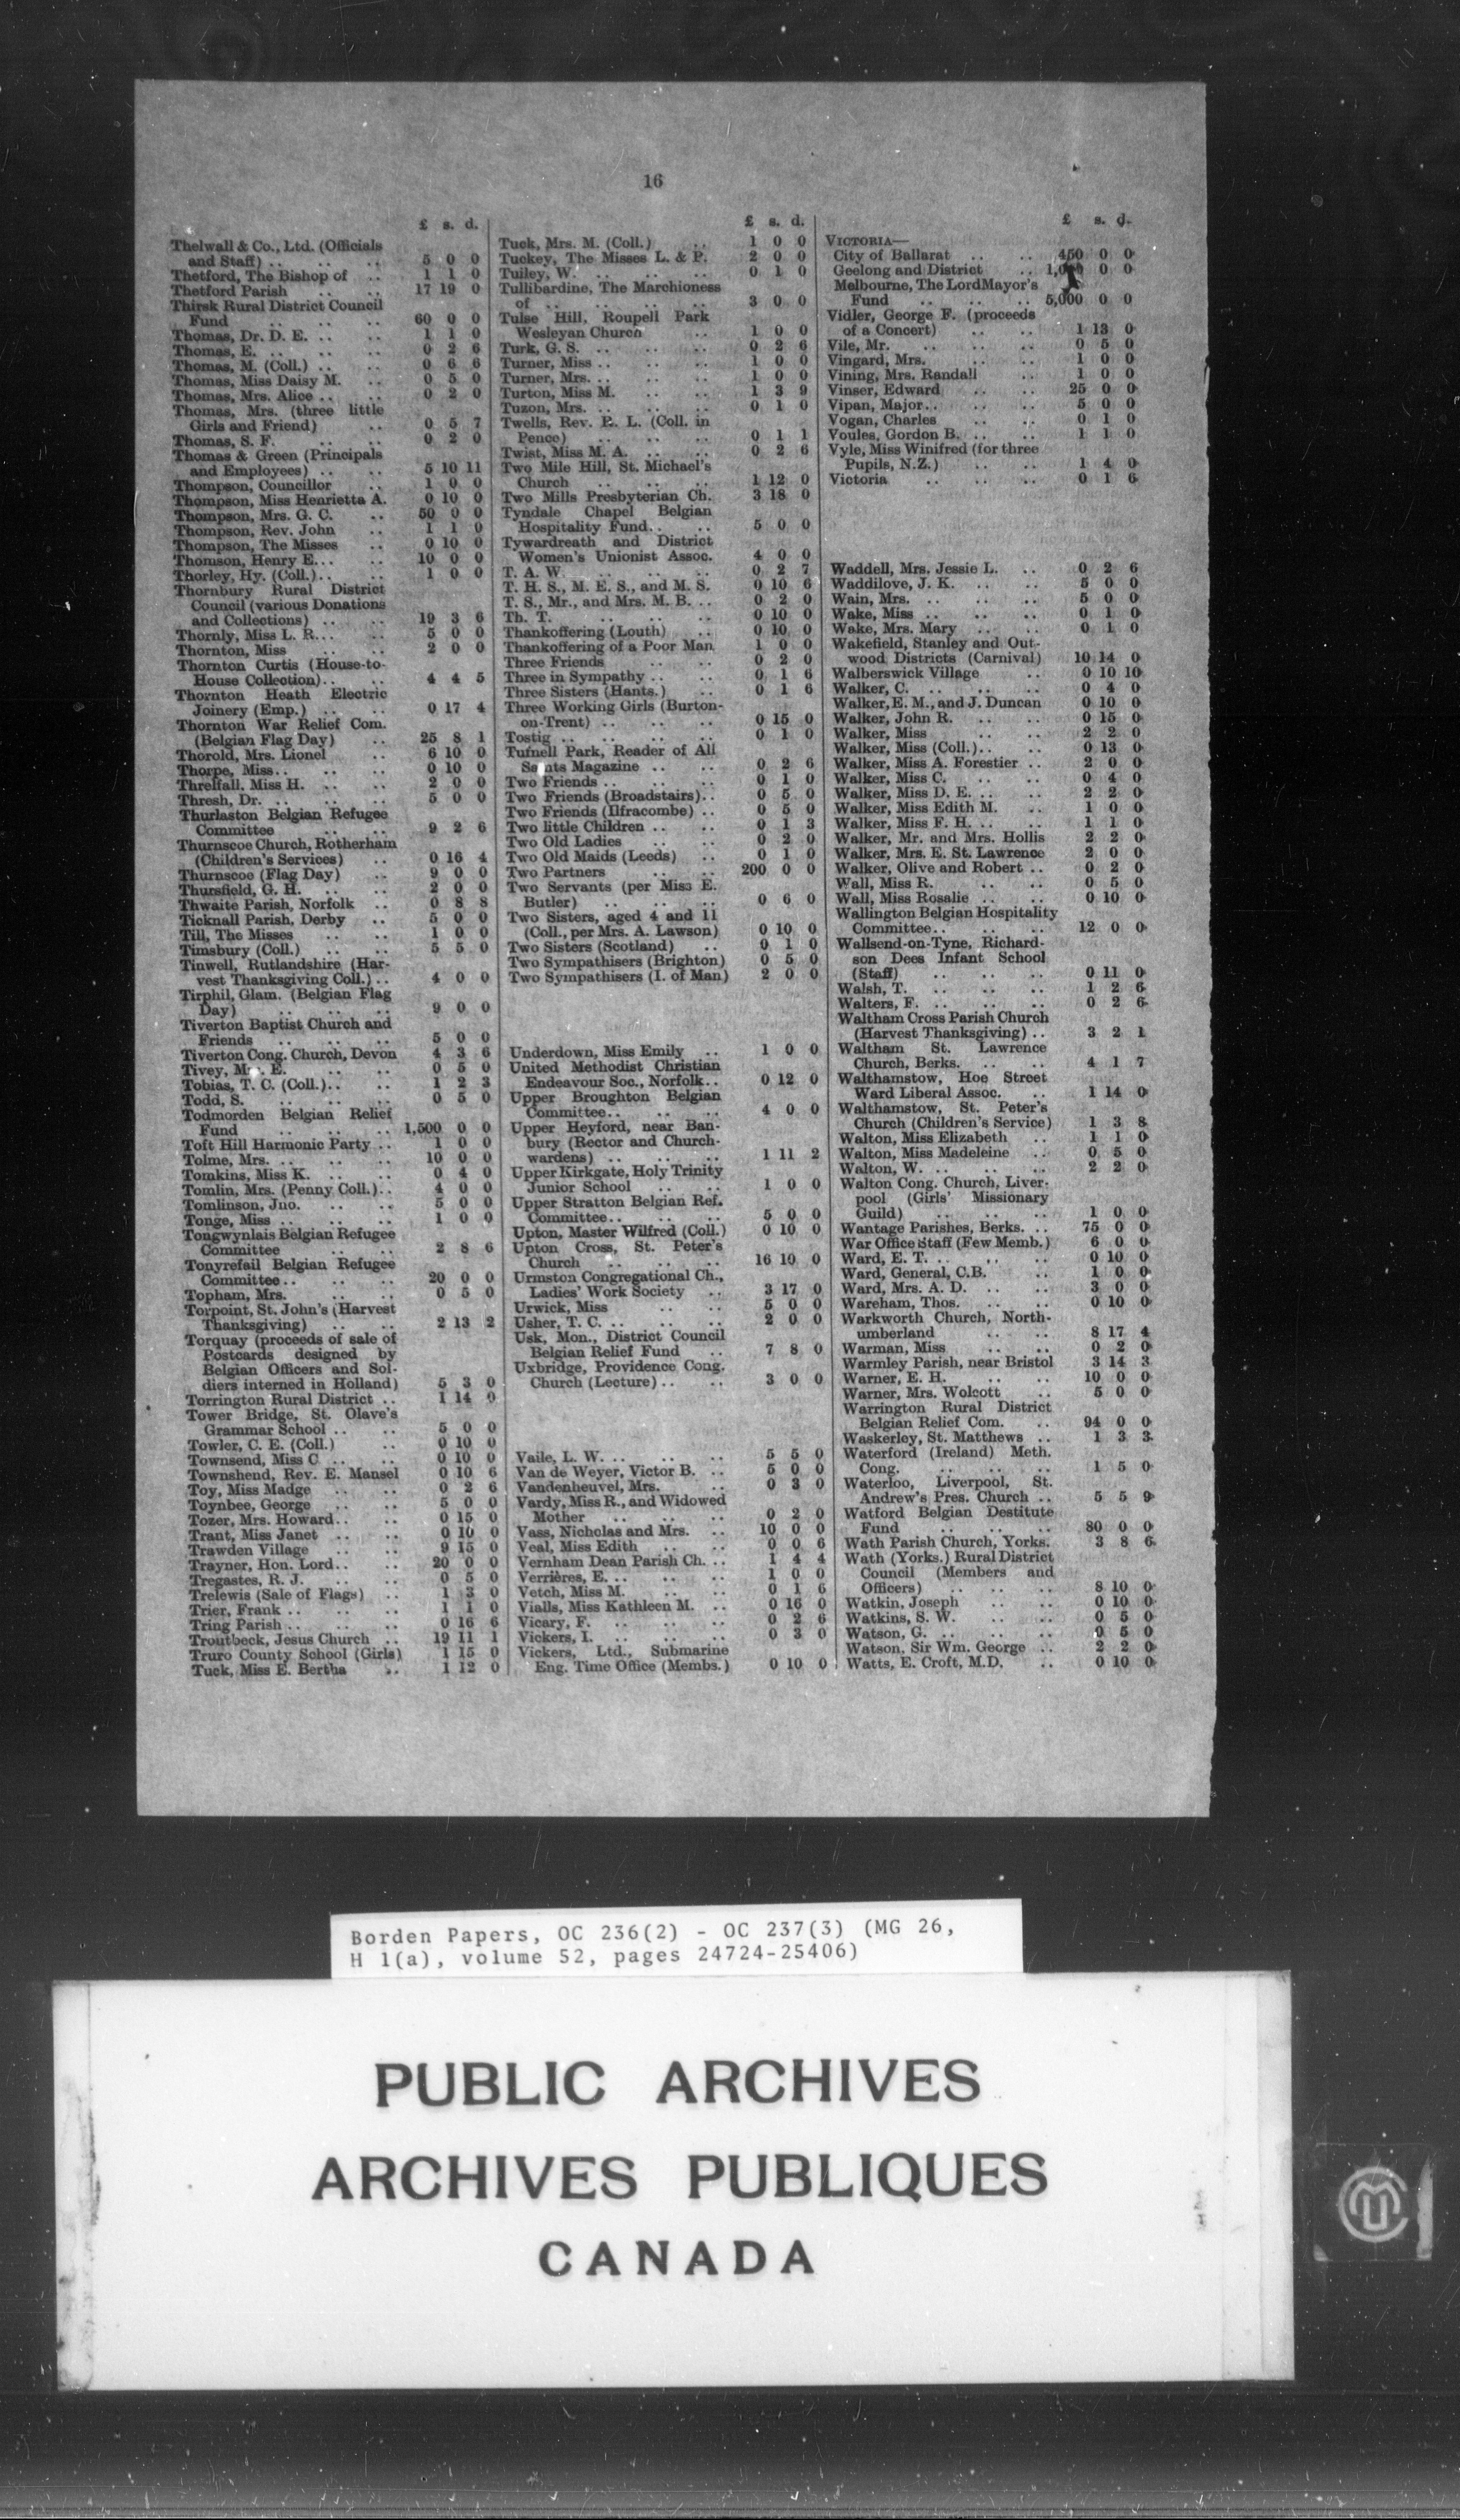 16
£ s. d.
Thelwall & Co., Ltd. (Officials
and Staff) .. .. .. 5 0 0
Thetford, The Bishop of .. 1 1 0
Thetford Parish .. .. 17 19 0
Thirsk Rural District Council
Fund .. .. .. 60 0 0
Thomas, Dr. D. E. .. .. 1 1 0
Thomas, E. .. .. .. 0 2 6
Thomas, M. (Coll.) .. .. 0 6 6
Thomas, Miss Daisy M. .. 0 5 0
Thomas, Mrs. Alice .. .. 0 2 0
Thomas, Mrs. (three little
Girls and Friend) .. 0 5 7
Thomas, S. F. .. .. 0 2 0
Thomas & Green (Principals
and Employees) .. .. 5 10 11
Thompson, Councillor .. 1 0 0
Thompson, Miss Henrietta A. 0 10 0
Thompson, Mrs. G. C. .. 50 0 0
Thompson, Rev. John .. 1 1 0
Thompson, The Misses .. 0 10 0
Thomson, Henry E... .. 10 0 0
Thorley, Hy. (Coll.).. .. 1 0 0
Thornbury Rural District
Council (various Donations
and Collections) .. .. 19 3 6
Thornly, Miss L. R... .. 5 0 0
Thornton, Miss .. .. 2 0 0
Thornton Curtis (House-to-
House Collection).. .. 4 4 5
Thornton Heath Electric
Joinery (Emp.) .. .. 0 17 4
Thornton War Relief Com.
(Belgian Flag Day) .. 25 8 1
Thorold, Mrs. Lionel .. 6 10 0
Thorpe, Miss.. .. .. 0 10 0
Threlfall, Miss H. .. .. 2 0 0
Thresh, Dr. .. .. .. 5 0 0
Thurlaston Belgian Refugee
Committee .. .. 9 2 6
Thurnscoe Church, Rotherham
(Children's Services) .. 0 16 4
Thurnscoe (Flag Day) .. 9 0 0
Thursfield, G. H. .. .. 2 0 0
Thwaite Parish, Norfolk .. 0 8 8
Ticknall Parish, Derby .. 5 0 0
Till, The Misses .. .. 1 0 0
Timsbury (Coll.) .. .. 5 5 0
Tinwell, Rutlandshire (Har-
vest Thanksgiving Coll.) .. 4 0 0
Tirphil, Glam. (Belgian Flag
Day) .. .. .. 9 0 0
Tiverton Baptist Church and
Friends .. .. .. 5 0 0
Tiverton Cong. Church, Devon 4 3 6
Tivey, M. E. .. .. 0 5 0
Tobias, T. C. (Coll.).. .. 1 2 3
Todd, S. .. .. .. 0 5 0
Todmorden Belgian Relief
Fund .. .. .. 1,500 0 0
Toft Hill Harmonic Party .. 1 0 0
Tolme, Mrs. .. .. .. 10 0 0
Tomkins, Miss K. .. .. 0 4 0
Tomlin, Mrs. (Penny Coll.).. 4 0 0
Tomlinson, Jno. .. .. 5 0 0
Tonge, Miss .. .. .. 1 0 0
Tongwynlais Belgian Refugee
Committee .. .. 2 8 6
Tonyrefail Belgian Refugee
Committee .. .. .. 20 0 0
Topham, Mrs. .. .. 0 5 0
Torpoint, St. John's (Harvest
Thanksgiving) .. .. 2 13 2
Torquay (proceeds of sale of
Postcards designed by
Belgian Officers and Sol-
diers interned in Holland) 5 3 0
Torrington Rural District .. 1 14 0
Tower Bridge, St. Olave's
Grammar School .. .. 5 0 0
Towler, C. E. (Coll.) .. 0 10 0
Townsend, Miss C .. .. 0 10 0
Townshend, Rev. E. Mansel 0 10 6
Toy, Miss Madge .. .. 0 2 6
Toynbee, George .. .. 5 0 0
Tozer, Mrs. Howard.. .. 0 15 0
Trant, Miss Janet .. .. 0 10 0
Trawden Village .. .. 9 15 0
Trayner, Hon. Lord.. .. 20 0 0
Tregastes, R. J. .. .. 0 5 0
Trelewis (Sale of Flags) .. 1 3 0
Trier, Frank .. .. .. 1 1 0
Tring Parish .. .. .. 0 16 6
Troutbeck, Jesus Church .. 19 11 1
Truro County School (Girls) 1 15 0
Tuck, Miss E. Bertha .. 1 12 0
£ s. d.
Tuck, Mrs. M. (Coll.) .. 1 0 0
Tuckey, The Misses L. & P. 2 0 0
Tulley, W. .. .. .. 0 1 0
Tullibardine, The Marchioness
of .. .. .. .. 3 0 0
Tulse Hill, Roupell Park
Wesleyan Church .. 1 0 0
Turk, G. S. .. .. .. 0 2 6
Turner, Miss .. .. .. 1 0 0
Turner, Mrs. .. .. .. 1 0 0
Turton, Miss M. .. .. 1 3 9
Tuzon, Mrs. .. .. .. 0 1 0
Twells, Rev. E. L. (Coll. in
Pence) .. .. .. 0 1 1
Twist, Miss M. A. .. .. 0 2 6
Two Mile Hill, St. Michael's
Church .. .. .. 1 12 0
Two Mills Presbyterian Ch. 3 18 0
Tyndale Chapel Belgian
Hospitality Fund.. .. 5 0 0
Tywardreath and District
Women's Unionist Assoc. 4 0 0
T. A. W. .. .. .. 0 2 7
T. H. S., M. E. S., and M. S. 0 10 6
T. S., Mr., and Mrs. M. B. .. 0 2 0
Th. T. .. .. .. 0 10 0
Thankoffering (Louth) .. 0 10 0
Thankoffering of a Poor Man 1 0 0
Three Friends .. .. 0 2 0
Three in Sympathy .. .. 0 1 6
Three Sisters (Hants.) .. 0 1 6
Three Working Girls (Burton-
on-Trent) .. .. .. 0 15 0
Tostig .. .. .. .. 0 1 0
Tufnell Park, Reader of All
Saints Magazine .. .. 0 2 6
Two Friends .. .. .. 0 1 0
Two Friends (Broadstairs).. 0 5 0
Two Friends (Ilfracombe) .. 0 5 0
Two little Children .. .. 0 1 3
Two Old Ladies .. .. 0 2 0
Two Old Maids (Leeds) .. 0 1 0
Two Partners .. .. 200 0 0
Two Servants (per Miss E.
Butler) .. .. .. 0 6 0
Two Sisters, aged 4 and 11
(Coll., per Mrs. A. Lawson) 0 10 0
Two Sisters (Scotland) .. 0 1 0
Two Sympathisers (Brighton) 0 5 0
Two Sympathisers (I. of Man) 2 0 0
Underdown, Miss Emily .. 1 0 0
United Methodist Christian
Endeavour Soc., Norfolk.. 0 12 0
Upper Broughton Belgian
Committee.. .. .. 4 0 0
Upper Heyford, near Ban-
bury (Rector and Church-
wardens) .. .. .. 1 11 2
Upper Kirkgate, Holy Trinity
Junior School .. .. 1 0 0
Upper Stratton Belgian Ref.
Committee.. .. .. 5 0 0
Upton, Master Wilfred (Coll.) 0 10 0
Upton Cross, St. Peter's
Church .. .. .. 16 10 0
Urmston Congregational Ch.,
Ladies' Work Society .. 3 17 0
Urwick, Miss .. .. 5 0 0
Usher, T. C. .. .. .. 2 0 0
Usk, Mon., District Council
Belgian Relief Fund .. 7 8 0
Uxbridge, Providence Cong.
Church (Lecture) .. .. 3 0 0
Vaile, L. W. .. .. .. 5 5 0
Van de Weyer, Victor B. .. 5 0 0
Vandenheuvel, Mrs. .. 0 3 0
Vardy, Miss R., and Widowed
Mother .. .. .. 0 2 0
Vass, Nicholas and Mrs. .. 10 0 0
Veal, Miss Edith .. .. 0 0 6
Vernham Dean Parish Ch. .. 1 4 4
Verrières, E. .. .. .. 1 0 0
Vetch, Miss M. .. .. 0 1 6
Vialls, Miss Kathleen M. .. 0 16 0
Vicary, F. .. .. .. 0 2 6
Vickers, I. .. .. .. 0 3 0
Vickers, Ltd., Submarine
Eng. Time Office (Membs.) 0 10 0
£ s. d.
VICTORIA—
City of Ballarat .. .. 450 0 0
Geelong and District .. 0 0
Melbourne, The LordMayor's
Fund .. .. .. 5,000 0 0
Vidler, George F. (proceeds
of a Concert) .. .. 1 13 0
Vile, Mr. .. .. .. 0 5 0
Vingard, Mrs. .. .. 1 0 0
Vining, Mrs. Randall .. 1 0 0
Vinser, Edward .. .. 25 0 0
Vipan, Major.. .. .. 5 0 0
Vogan, Charles .. .. 0 1 0
Voules, Gordon B. .. .. 1 1 0
Vyle, Miss Winifred (for three
Pupils, N.Z.) .. .. 1 4 0
Victoria .. .. .. 0 1 6
Waddell, Mrs. Jessie L. .. 0 2 6
Waddilove, J. K. .. .. 5 0 0
Wain, Mrs. .. .. .. 5 0 0
Wake, Miss .. .. .. 0 1 0
Wake, Mrs. Mary .. .. 0 1 0
Wakefield, Stanley and Out-
wood Districts (Carnival) 10 14 0
Walberswick Village .. 0 10 10
Walker, C. .. .. .. 0 4 0
Walker, E. M., and J. Duncan 0 10 0
Walker, John R. .. .. 0 15 0
Walker, Miss .. .. 2 2 0
Walker, Miss (Coll.).. .. 0 13 0
Walker, Miss A. Forestier .. 2 0 0
Walker, Miss C. .. .. 0 4 0
Walker, Miss D. E. .. .. 2 2 0
Walker, Miss Edith M. .. 1 0 0
Walker, Miss F. H. .. .. 1 1 0
Walker, Mr. and Mrs. Hollis 2 2 0
Walker, Mrs. E. St. Lawrence 2 0 0
Walker, Olive and Robert .. 0 2 0
Wall, Miss R. .. .. 0 5 0
Wall, Miss Rosalie .. .. 0 10 0
Wallington Belgian Hospitality
Committee.. .. .. 12 0 0
Wallsend-on-Tyne, Richard-
son Dees Infant School
(Staff) .. .. .. 0 11 0
Walsh, T. .. .. .. 1 2 6
Walters, F. .. .. .. 0 2 6
Waltham Cross Parish Church
(Harvest Thanksgiving) .. 3 2 1
Waltham St. Lawrence
Church, Berks. .. .. 4 1 7
Walthamstow, Hoe Street
Ward Liberal Assoc. .. 1 14 0
Walthamstow, St. Peter's
Church (Children's Service) 1 3 8
Walton, Miss Elizabeth .. 1 1 0
Walton, Miss Madeleine .. 0 5 0
Walton, W. .. .. .. 2 2 0
Walton Cong. Church, Liver-
pool (Girls' Missionary
Guild) .. .. .. 1 0 0
Wantage Parishes, Berks. .. 75 0 0
War Office Staff (Few Memb.) 6 0 0
Ward, E. T. .. .. .. 0 10 0
Ward, General, C.B. .. 1 0 0
Ward, Mrs. A. D. .. .. 3 0 0
Wareham, Thos. .. .. 0 10 0
Warkworth Church, North-
umberland .. .. 8 17 4
Warman, Miss .. .. 0 2 0
Warmley Parish, near Bristol 3 14 3
Warner, E. H. .. .. 10 0 0
Warner, Mrs. Wolcott .. 5 0 0
Warrington Rural District
Belgian Relief Com. .. 94 0 0
Waskerley, St. Matthews .. 1 3 3
Waterford (Ireland) Meth.
Cong. .. .. .. 1 5 0
Waterloo, Liverpool, St.
Andrew's Pres. Church .. 5 5 9
Watford Belgian Destitute
Fund .. .. .. 80 0 0
Wath Parish Church, Yorks. 3 8 6
Wath (Yorks.) Rural District
Council (Members and
Officers) .. .. .. 8 10 0
Watkin, Joseph .. .. 0 10 0
Watkins, S. W. .. .. 0 5 0
Watson, G. .. .. .. 0 5 0
Watson, Sir Wm. George .. 2 2 0
Watts, E. Croft, M.D. .. 0 10 0
Borden Papers, OC 236(2) - OC 237(3) (MG 26,
H 1(a), volume 52, pages 24724-25406)
PUBLIC ARCHIVES
ARCHIVES PUBLIQUES
CANADA